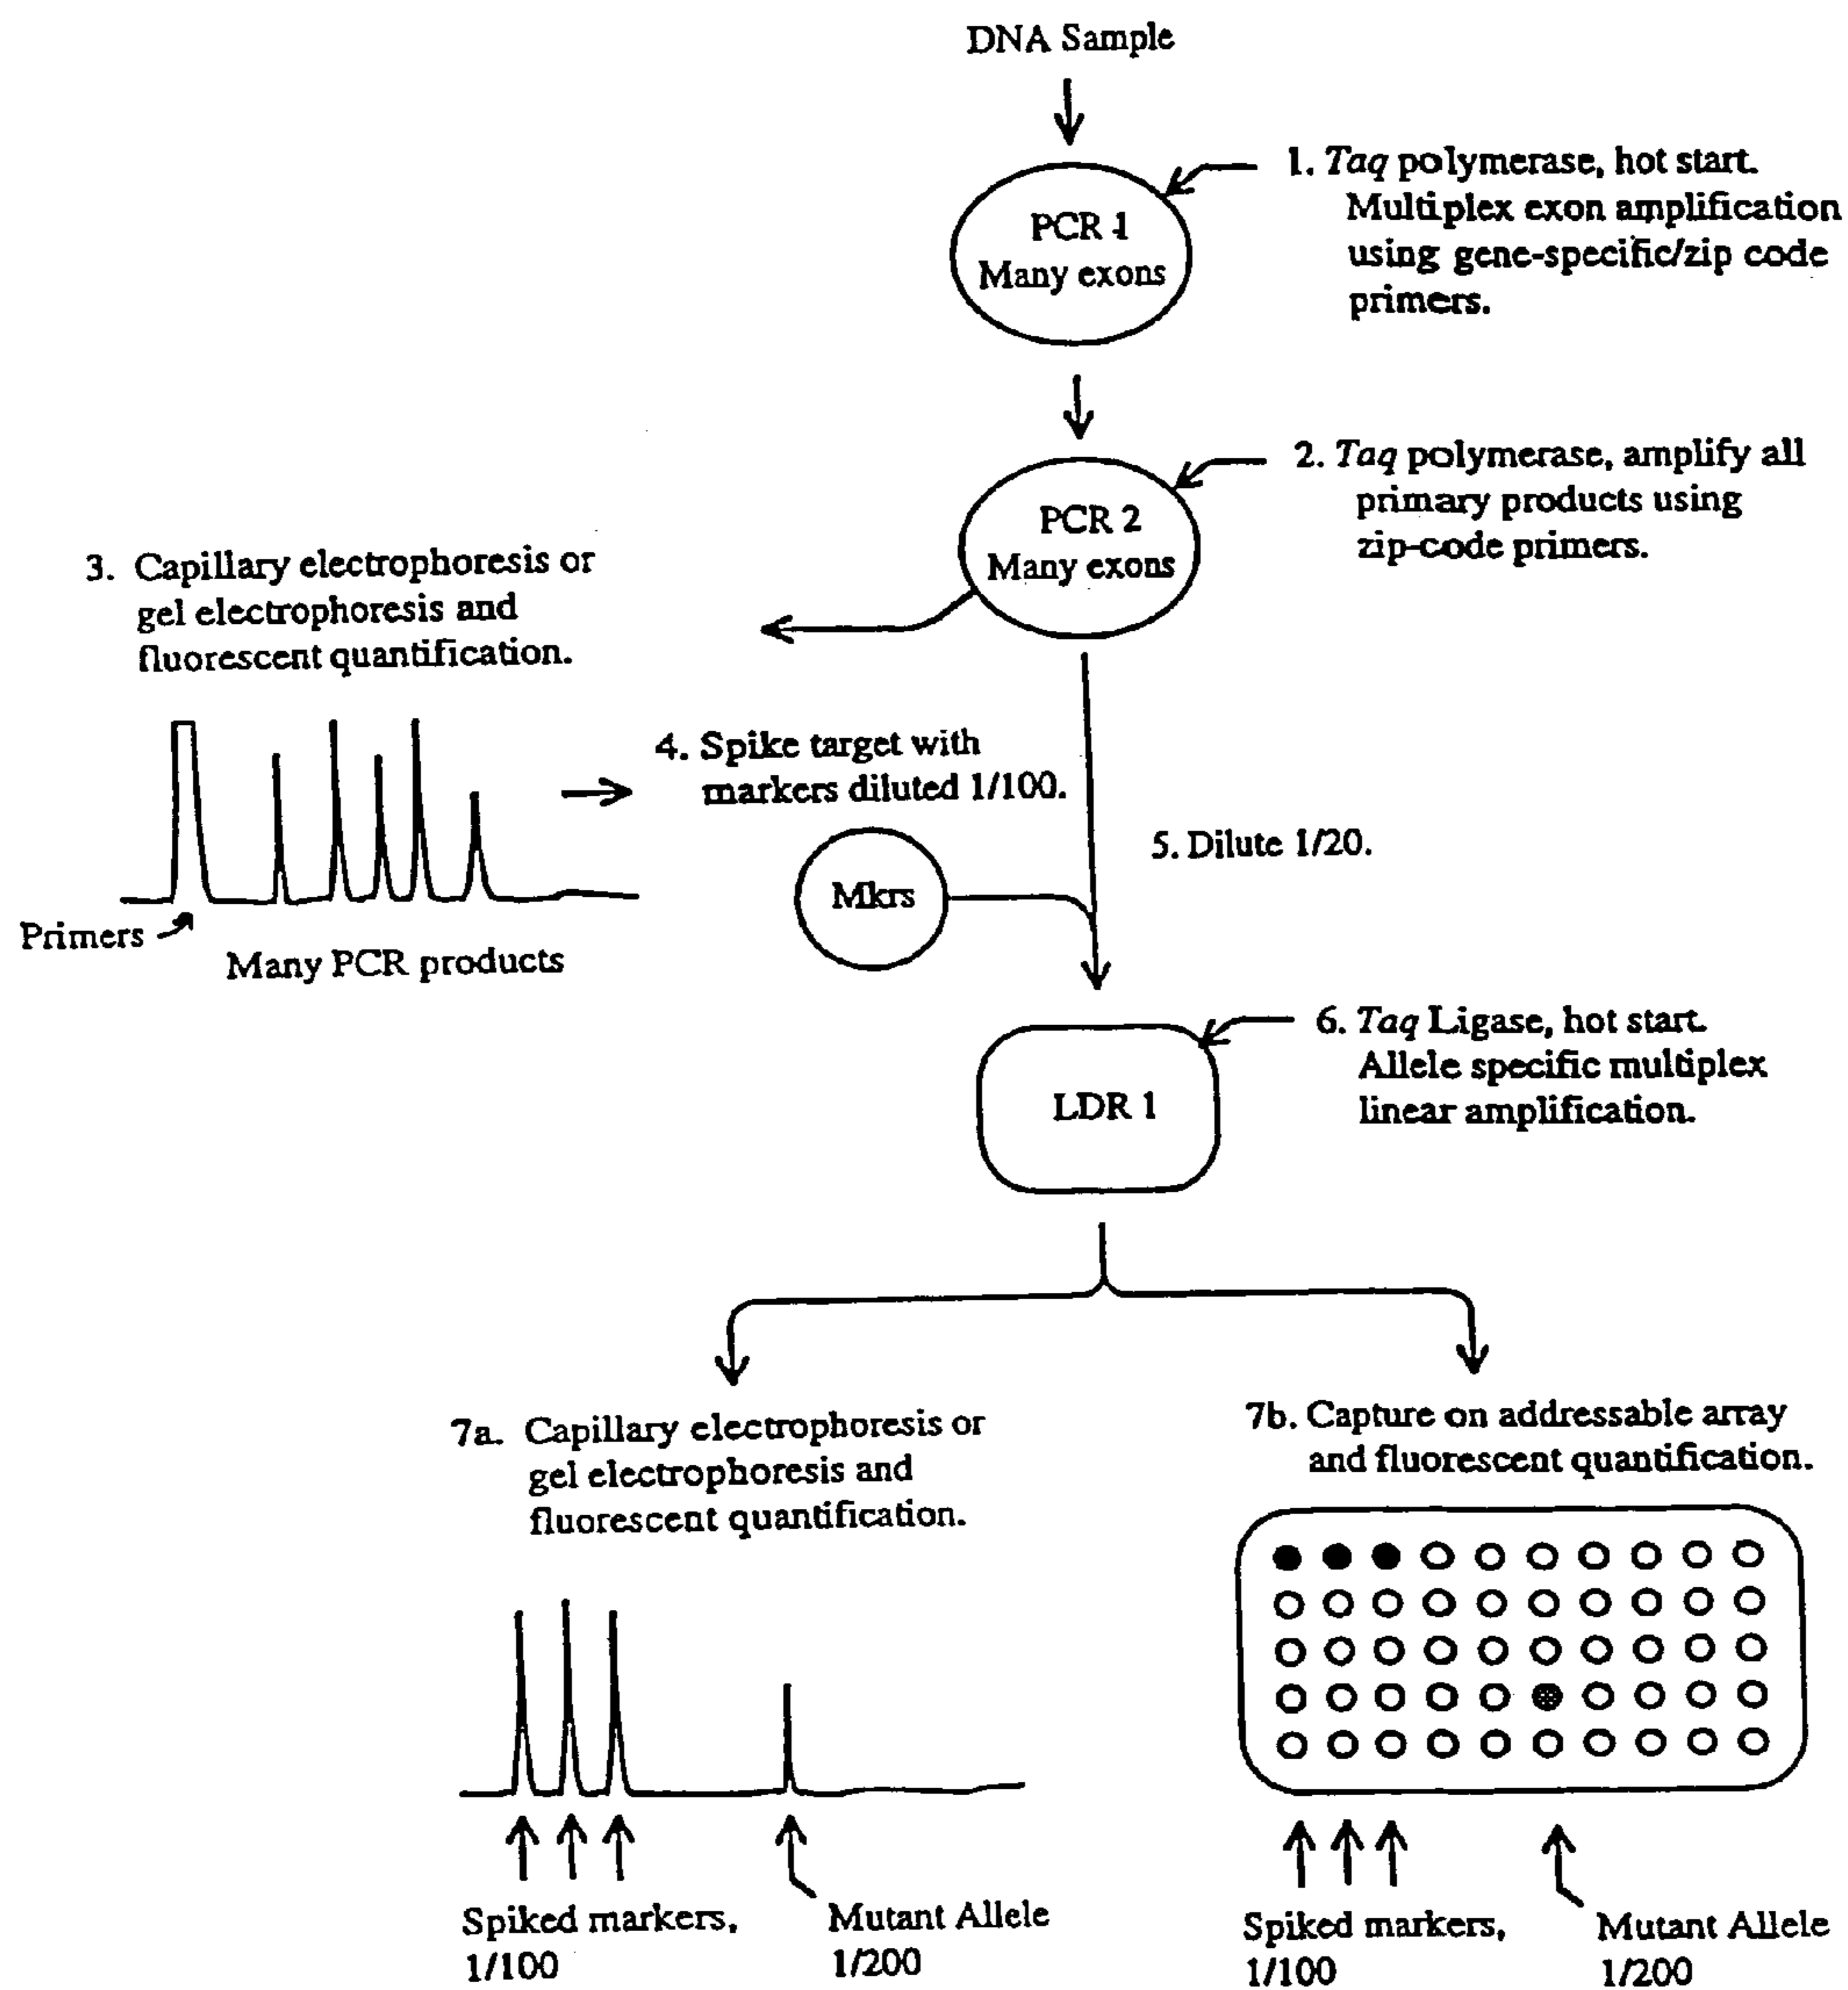 DNA Sample
1. Taq polymerase, hot start.
Multiplex exon amplification
using gene-specific/zip code
primers.
PCR 1
Many exons
2. Taq polymerase, amplify all
primary products using
zip-code primers.
PCR 2
Many exons
3. Capillary electrophoresis or
gel electrophoresis and
fluorescent quantification.
4. Spike target with
markers diluted 1/100.
5. Dilute 1/20.
Mkrs
Primers
Many PCR products
6. Taq Ligase, hot start.
Allele specific multiplex
linear amplification.
LDR 1
7a. Capillary electrophoresis or
gel electrophoresis and
fluorescent quantification.
7b. Capture on addressable array
and fluorescent quantification.
Spiked markers,
1/100
Mutant Allele
1/200
Spiked markers,
1/100
Mutant Allele
1/200